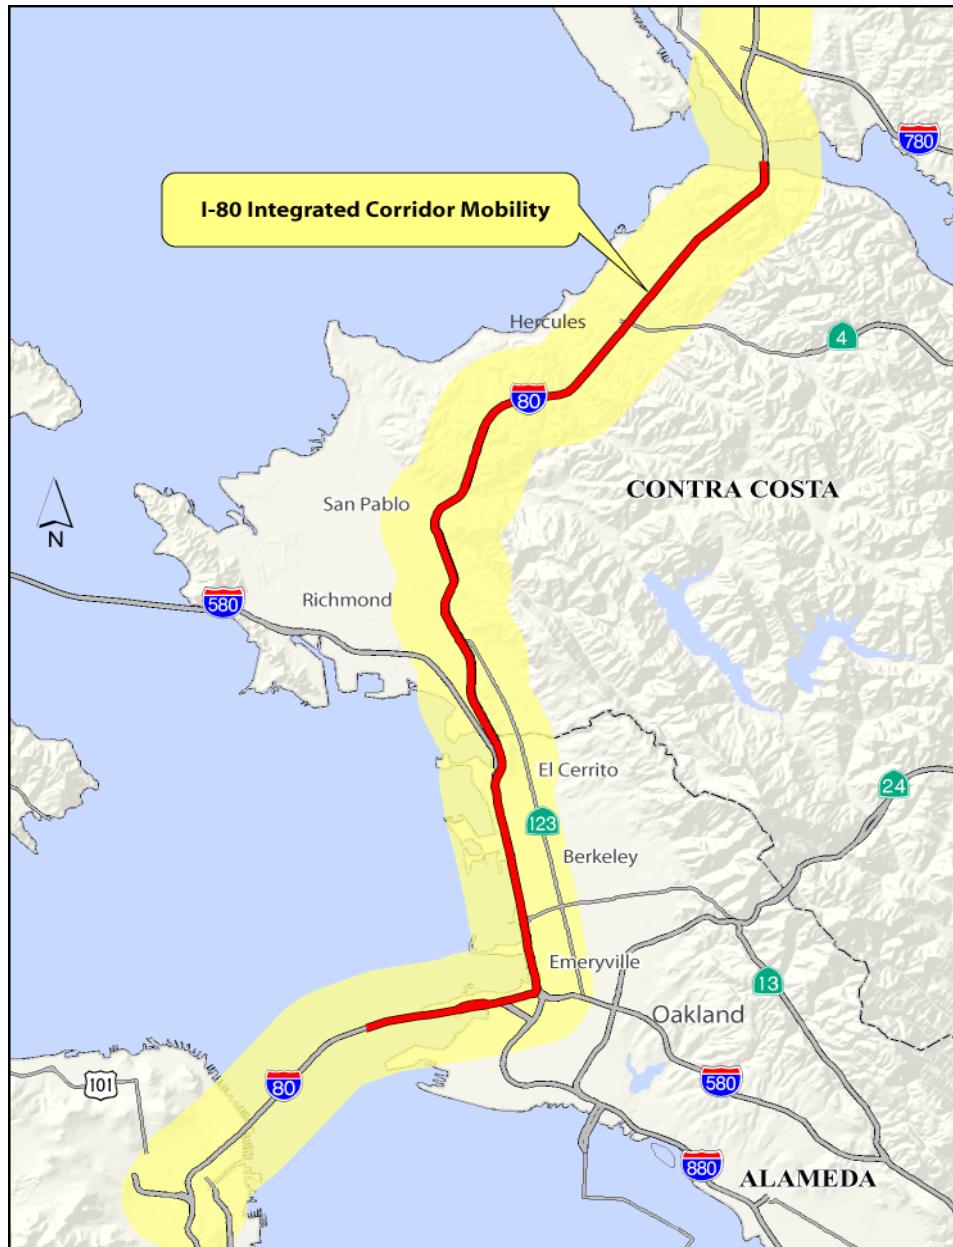 780
I-80 Integrated Corridor Mobility
Hercules
4
80
CONTRA COSTA
San Pablo
N
580
Richmond
El Cerrito
24
123
Berkeley
Emeryville
13
Oakland
101
80
580
880
ALAMEDA